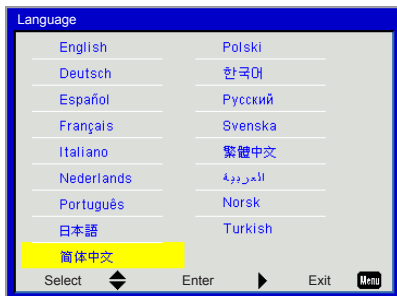 Language
English
Deutsch
Español
Français
Italiano
Nederlands
Português
日本語
简体中文
Polski
한국어
Русский
Svenska
繁體中文
العربية
Norsk
Turkish
Select Enter Exit Menu